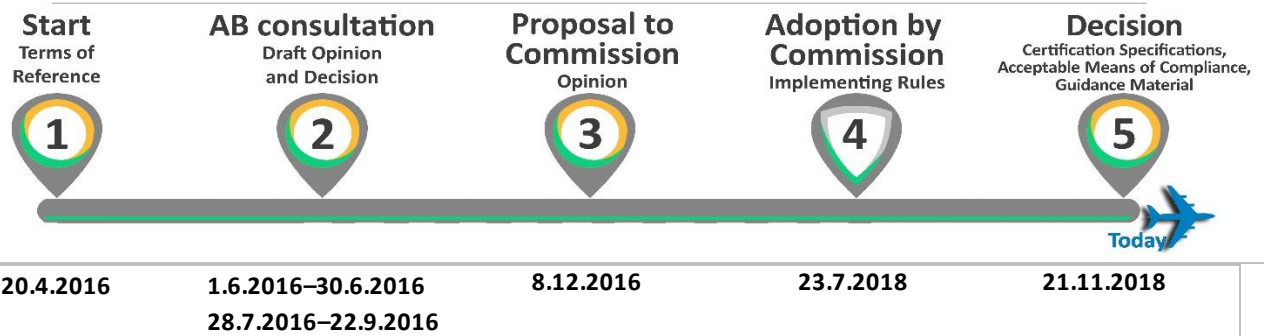 Start
Terms of
Reference
AB consultation
Draft Opinion
and Decision
Proposal to
Commission
Opinion
Adoption by
Commission
Implementing Rules
Decision
Certification Specifications,
Acceptable Means of Compliance,
Guidance Material
1
2
3
4
5
Today
20.4.2016
1.6.2016–30.6.2016
28.7.2016–22.9.2016
8.12.2016
23.7.2018
21.11.2018